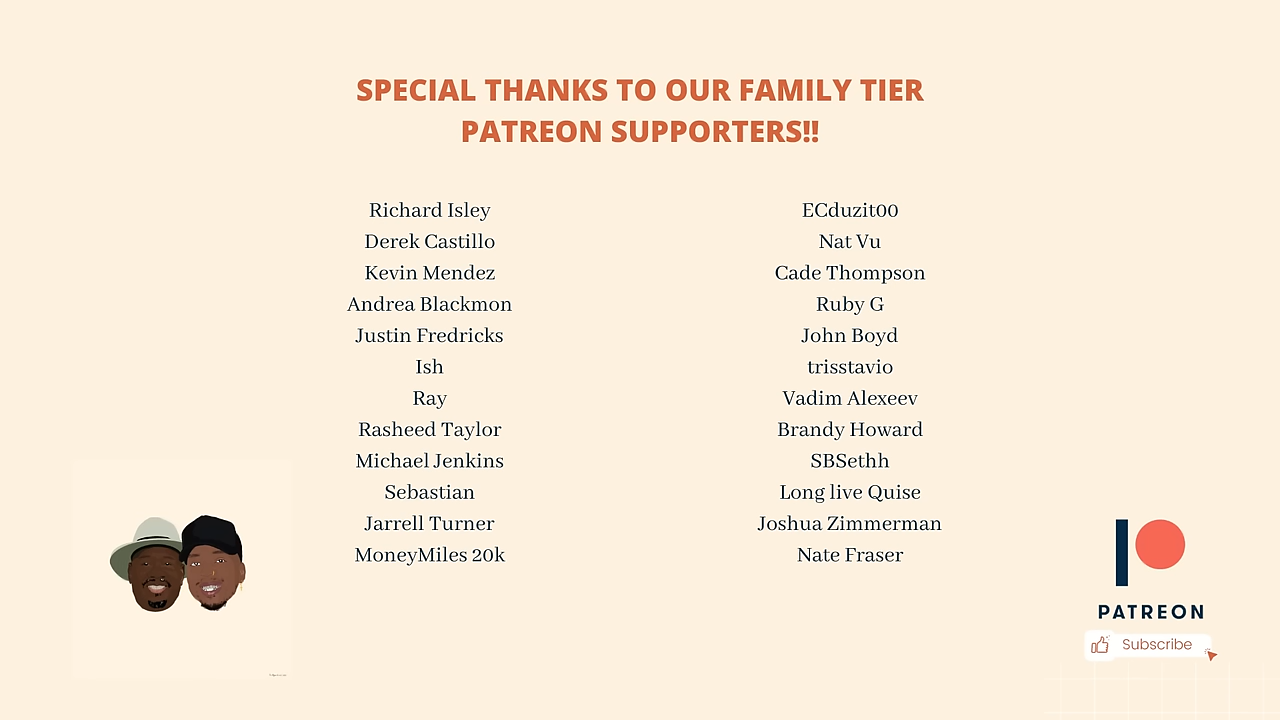 SPECIAL THANKS TO OUR FAMILY TIER
PATREON SUPPORTERS!!
Richard Isley
Derek Castillo
Kevin Mendez
Andrea Blackmon
Justin Fredricks
Ish
Ray
Rasheed Taylor
Michael Jenkins
Sebastian
Jarrell Turner
MoneyMiles 20k
ECduzit00
Nat Vu
Cade Thompson
Ruby G
John Boyd
trisstavio
Vadim Alexeev
Brandy Howard
SBSethh
Long live Quise
Joshua Zimmerman
Nate Fraser
PATREON
Subscribe